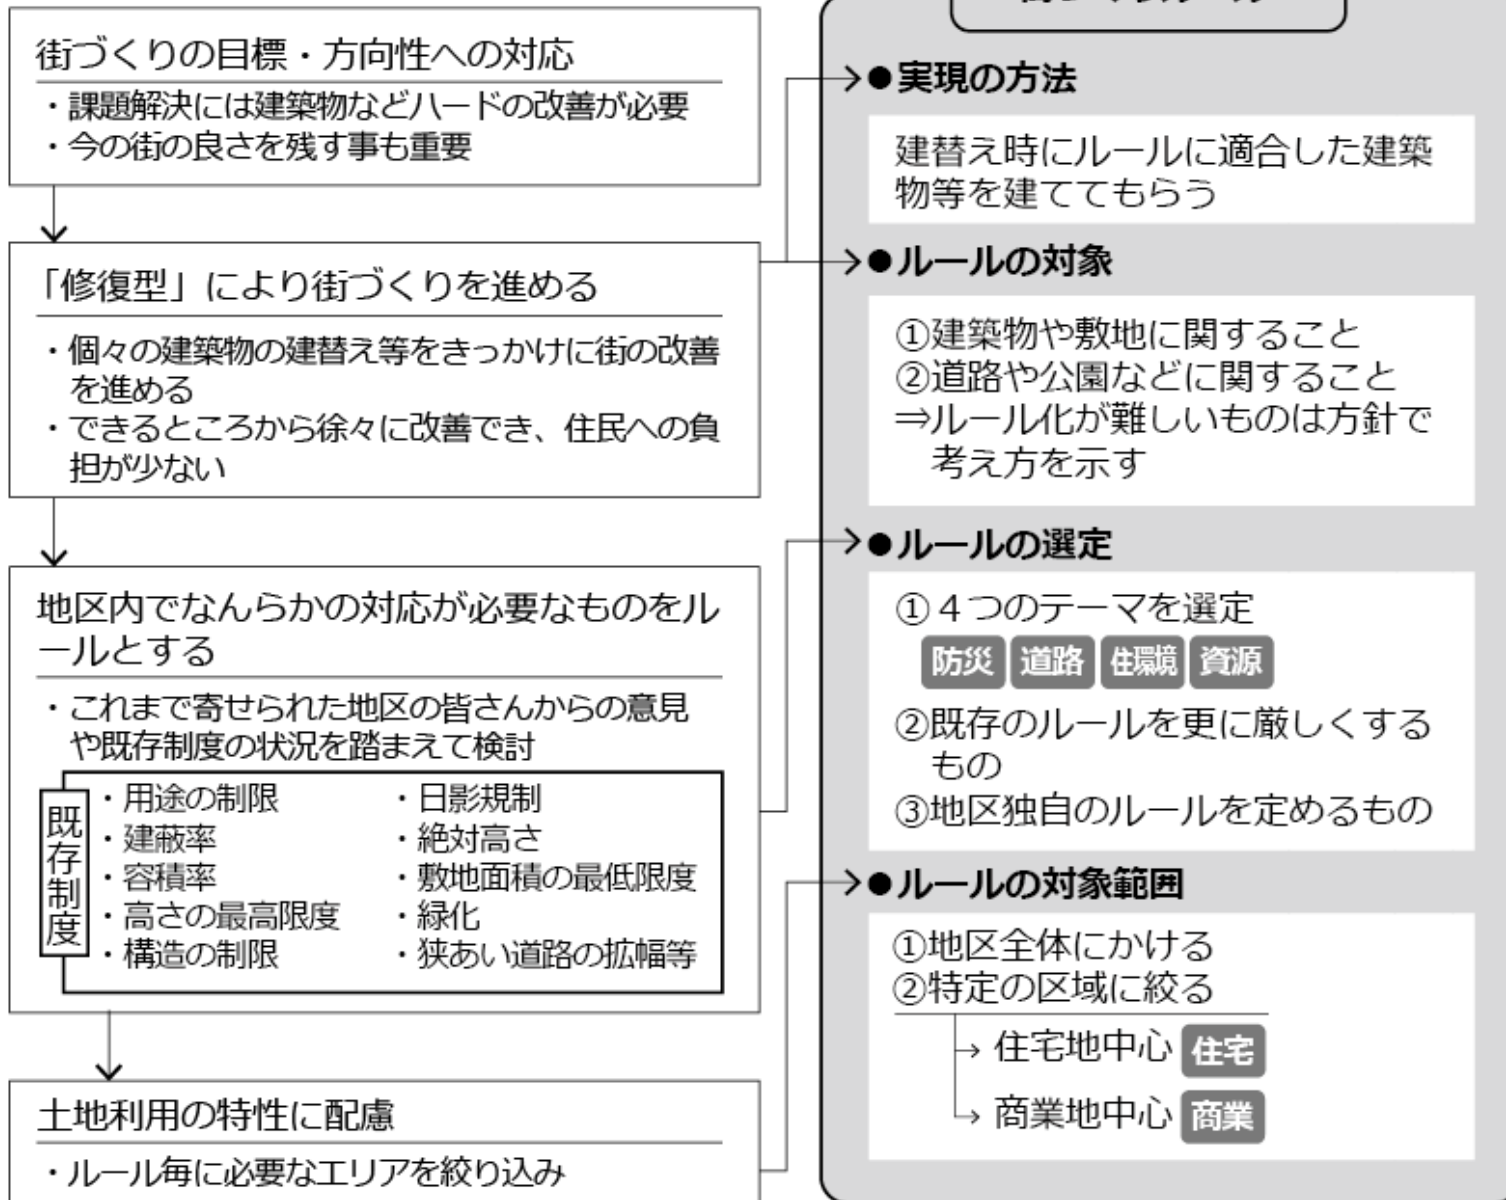 街づくりの目標・方向性への対応
・課題解決には建築物などハードの改善が必要
・今の街の良さを残す事も重要
「修復型」により街づくりを進める
・個々の建築物の建替え等をきっかけに街の改善
を進める
・できるところから徐々に改善でき、住民への負
担が少ない
地区内でなんらかの対応が必要なものをル
ールとする
・これまで寄せられた地区の皆さんからの意見
や既存制度の状況を踏まえて検討
既存制度
・用途の制限
・建蔽率
・容積率
・高さの最高限度
・構造の制限
・日影規制
・絶対高さ
・敷地面積の最低限度
・緑化
・狭あい道路の拡幅等
土地利用の特性に配慮
・ルール毎に必要なエリアを絞り込み
●実現の方法
建替え時にルールに適合した建築
物等を建ててもらう
●ルールの対象
①建築物や敷地に関すること
②道路や公園などに関すること
⇒ルール化が難しいものは方針で
考え方を示す
●ルールの選定
①４つのテーマを選定
防災 道路 住環境 資源
②既存のルールを更に厳しくする
もの
③地区独自のルールを定めるもの
●ルールの対象範囲
①地区全体にかける
②特定の区域に絞る
→ 住宅地中心 住宅
→ 商業地中心 商業